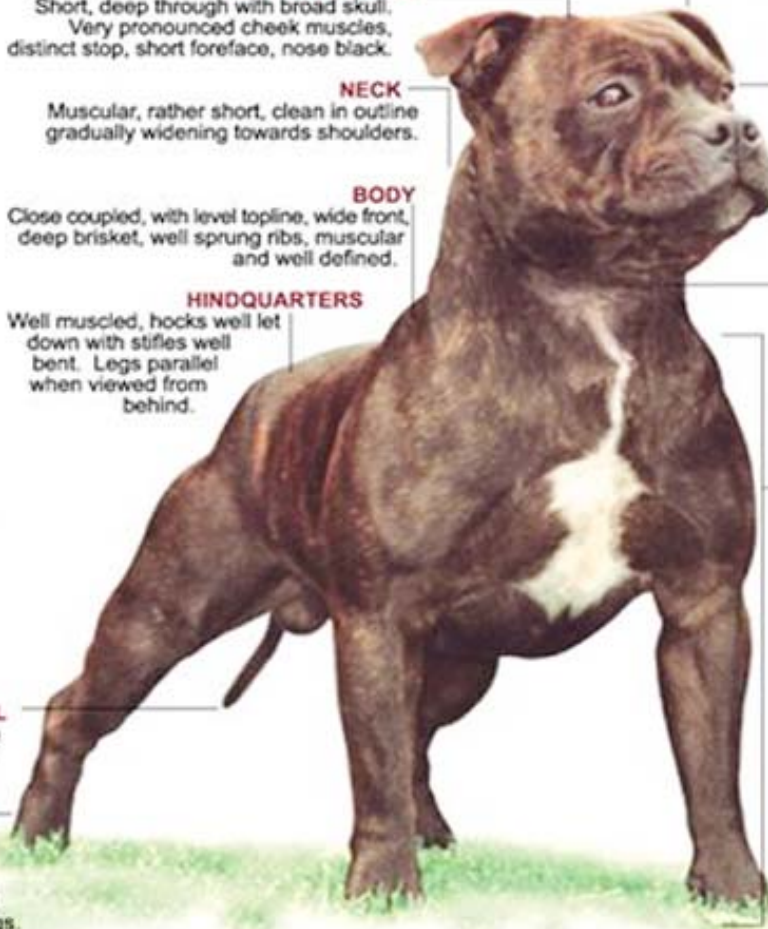 Short, deep through with broad skull.
Very pronounced cheek muscles,
distinct stop, short foreface, nose black.
NECK
Muscular, rather short, clean in outline
gradually widening towards shoulders.
BODY
Close coupled, with level topline, wide front,
deep brisket, well sprung ribs, muscular
and well defined.
HINDQUARTERS
Well muscled, hocks well let
down with stifles well
bent. Legs parallel
when viewed from
behind.